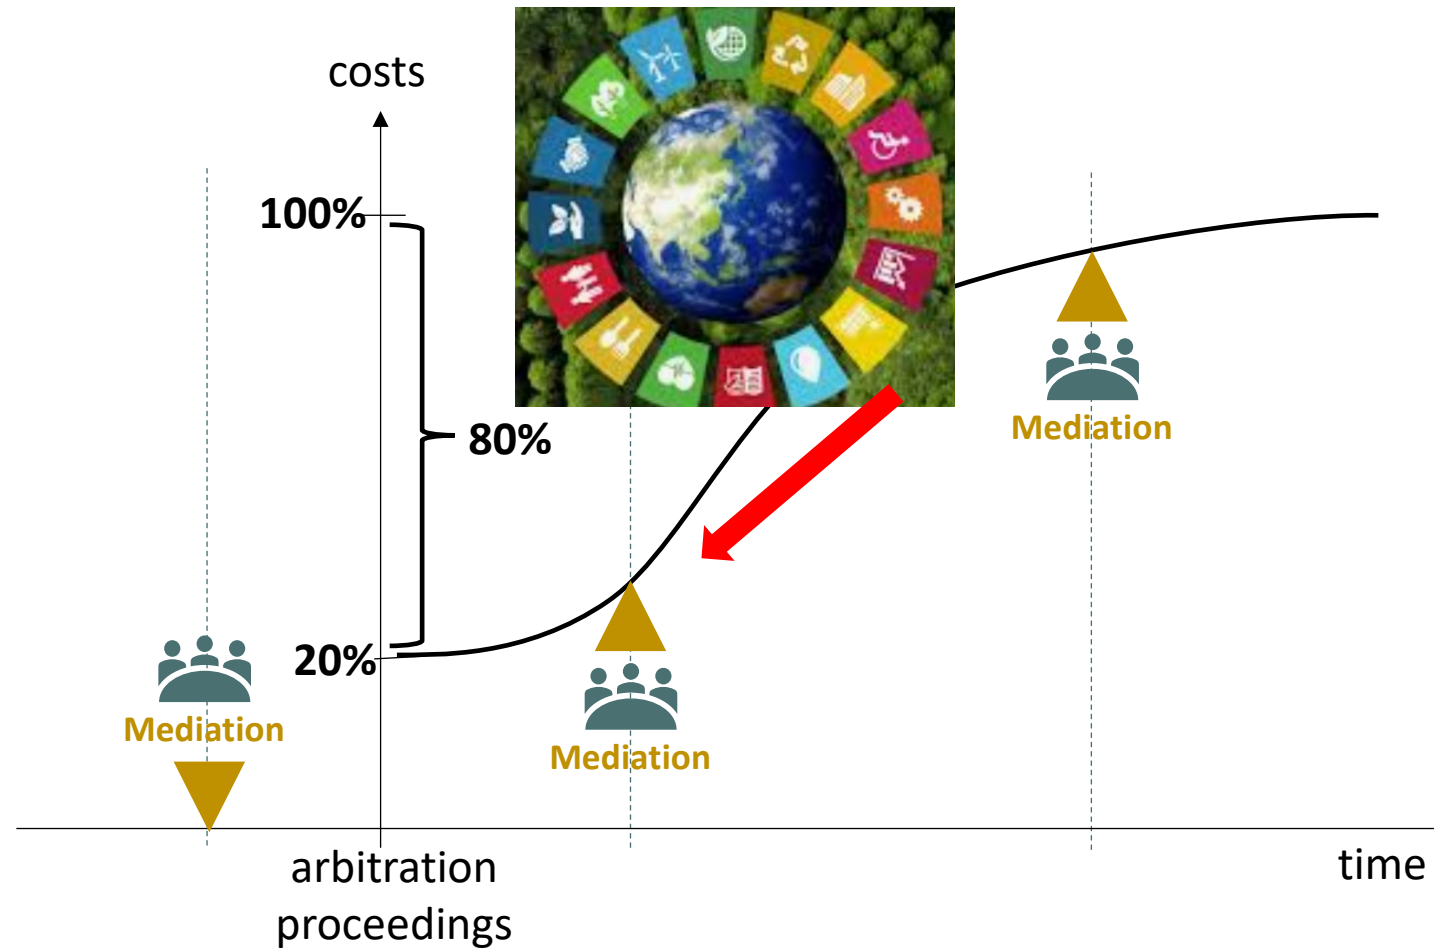 costs
100%
80%
Mediation
20%
Mediation
Mediation
arbitration
proceedings
time